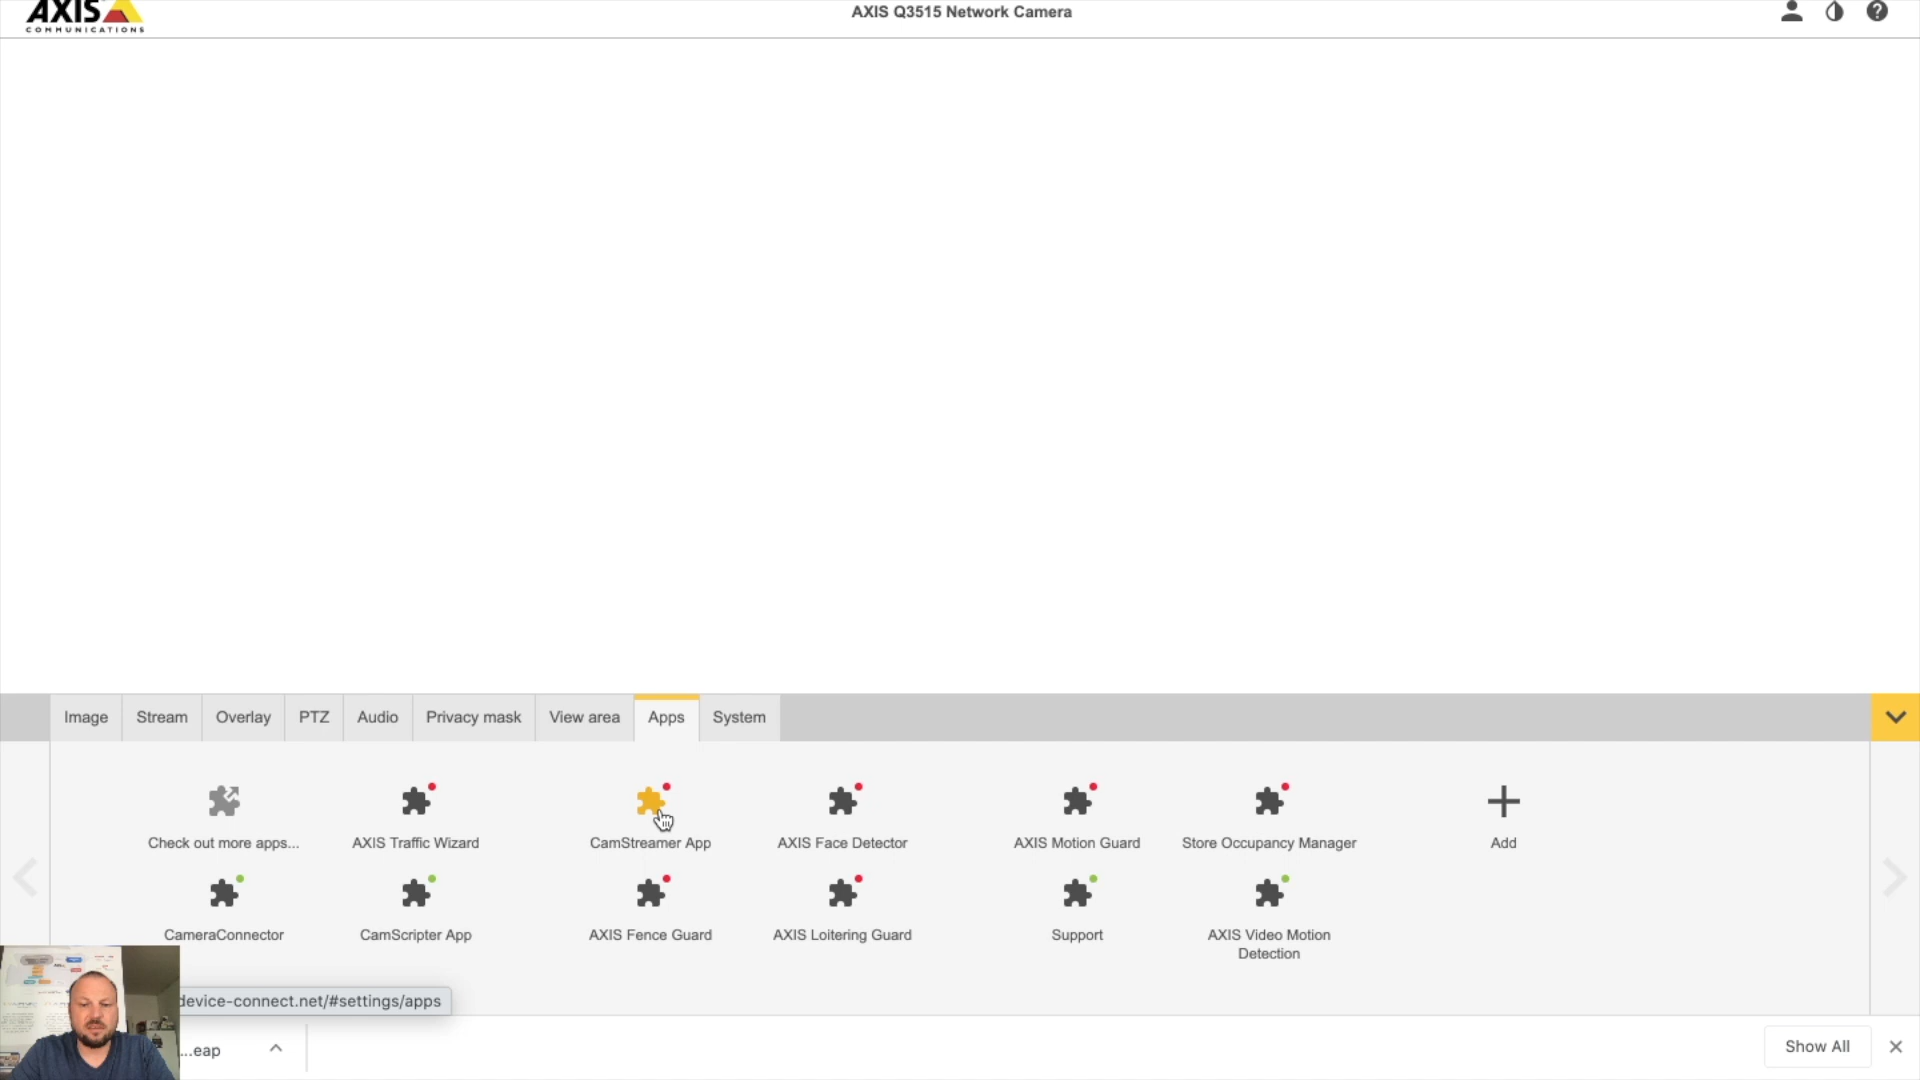 AXIS
COMMUNICATIONS
AXIS Q3515 Network Camera
Image
Stream
Overlay
PTZ
Audio
Privacy mask
View area
Apps
System
Check out more apps...
AXIS Traffic Wizard
CamStreamer App
AXIS Face Detector
AXIS Motion Guard
Store Occupancy Manager
Add
CameraConnector
CamScripter App
AXIS Fence Guard
AXIS Loitering Guard
Support
AXIS Video Motion
Detection
device-connect.net/#settings/apps
...eap
Show All